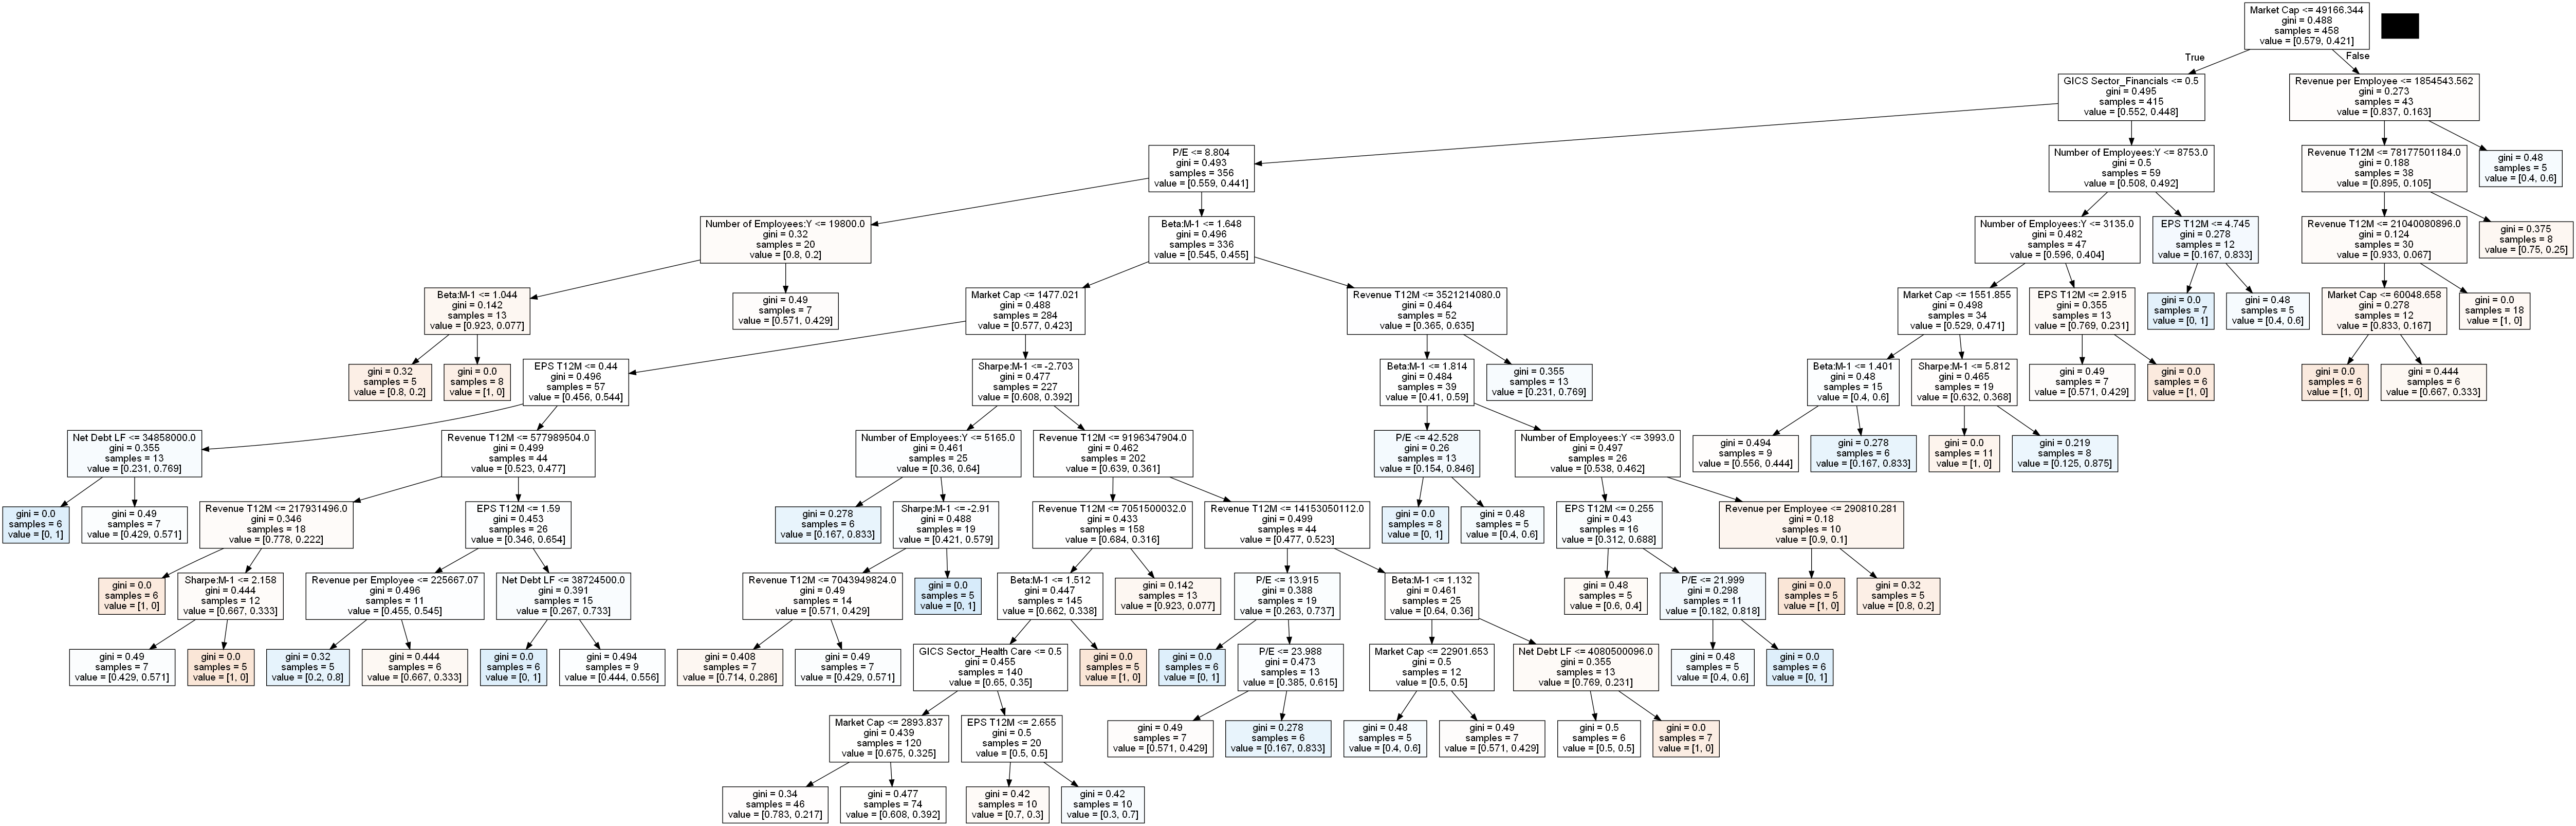 Market Cap <= 49166.344
gini = 0.488
samples = 458
value = [0.579, 0.421]
True
False
GICS Sector_Financials <= 0.5
gini = 0.495
samples = 415
value = [0.552, 0.448]
Revenue per Employee <= 1854543.562
gini = 0.273
samples = 43
value = [0.837, 0.163]
P/E <= 8.804
gini = 0.493
samples = 356
value = [0.559, 0.441]
Number of Employees:Y <= 8753.0
gini = 0.5
samples = 59
value = [0.508, 0.492]
Revenue T12M <= 78177501184.0
gini = 0.188
samples = 38
value = [0.895, 0.105]
gini = 0.48
samples = 5
value = [0.4, 0.6]
Number of Employees:Y <= 19800.0
gini = 0.32
samples = 20
value = [0.8, 0.2]
Beta:M-1 <= 1.648
gini = 0.496
samples = 336
value = [0.545, 0.455]
Number of Employees:Y <= 3135.0
gini = 0.482
samples = 47
value = [0.596, 0.404]
EPS T12M <= 4.745
gini = 0.278
samples = 12
value = [0.167, 0.833]
Revenue T12M <= 21040080896.0
gini = 0.124
samples = 30
value = [0.933, 0.067]
gini = 0.375
samples = 8
value = [0.75, 0.25]
Beta:M-1 <= 1.044
gini = 0.142
samples = 13
value = [0.923, 0.077]
gini = 0.49
samples = 7
value = [0.571, 0.429]
Market Cap <= 1477.021
gini = 0.488
samples = 284
value = [0.577, 0.423]
Revenue T12M <= 3521214080.0
gini = 0.464
samples = 52
value = [0.365, 0.635]
Market Cap <= 1551.855
gini = 0.498
samples = 34
value = [0.529, 0.471]
EPS T12M <= 2.915
gini = 0.355
samples = 13
value = [0.769, 0.231]
gini = 0.0
samples = 7
value = [0, 1]
gini = 0.48
samples = 5
value = [0.4, 0.6]
Market Cap <= 60048.658
gini = 0.278
samples = 12
value = [0.833, 0.167]
gini = 0.0
samples = 18
value = [1, 0]
gini = 0.32
samples = 5
value = [0.8, 0.2]
gini = 0.0
samples = 8
value = [1, 0]
EPS T12M <= 0.44
gini = 0.496
samples = 57
value = [0.456, 0.544]
Sharpe:M-1 <= -2.703
gini = 0.477
samples = 227
value = [0.608, 0.392]
Beta:M-1 <= 1.814
gini = 0.484
samples = 39
value = [0.41, 0.59]
gini = 0.355
samples = 13
value = [0.231, 0.769]
Beta:M-1 <= 1.401
gini = 0.48
samples = 15
value = [0.4, 0.6]
Sharpe:M-1 <= 5.812
gini = 0.465
samples = 19
value = [0.632, 0.368]
gini = 0.49
samples = 7
value = [0.571, 0.429]
gini = 0.0
samples = 6
value = [1, 0]
gini = 0.0
samples = 6
value = [1, 0]
gini = 0.444
samples = 6
value = [0.667, 0.333]
Net Debt LF <= 34858000.0
gini = 0.355
samples = 13
value = [0.231, 0.769]
Revenue T12M <= 577989504.0
gini = 0.499
samples = 44
value = [0.523, 0.477]
Number of Employees:Y <= 5165.0
gini = 0.461
samples = 25
value = [0.36, 0.64]
Revenue T12M <= 9196347904.0
gini = 0.462
samples = 202
value = [0.639, 0.361]
P/E <= 42.528
gini = 0.26
samples = 13
value = [0.154, 0.846]
Number of Employees:Y <= 3993.0
gini = 0.497
samples = 26
value = [0.538, 0.462]
gini = 0.494
samples = 9
value = [0.556, 0.444]
gini = 0.278
samples = 6
value = [0.167, 0.833]
gini = 0.0
samples = 11
value = [1, 0]
gini = 0.219
samples = 8
value = [0.125, 0.875]
gini = 0.0
samples = 6
value = [0, 1]
gini = 0.49
samples = 7
value = [0.429, 0.571]
Revenue T12M <= 217931496.0
gini = 0.346
samples = 18
value = [0.778, 0.222]
EPS T12M <= 1.59
gini = 0.453
samples = 26
value = [0.346, 0.654]
gini = 0.278
samples = 6
value = [0.167, 0.833]
Sharpe:M-1 <= -2.91
gini = 0.488
samples = 19
value = [0.421, 0.579]
Revenue T12M <= 7051500032.0
gini = 0.433
samples = 158
value = [0.684, 0.316]
Revenue T12M <= 14153050112.0
gini = 0.499
samples = 44
value = [0.477, 0.523]
gini = 0.0
samples = 8
value = [0, 1]
gini = 0.48
samples = 5
value = [0.4, 0.6]
EPS T12M <= 0.255
gini = 0.43
samples = 16
value = [0.312, 0.688]
Revenue per Employee <= 290810.281
gini = 0.18
samples = 10
value = [0.9, 0.1]
gini = 0.0
samples = 6
value = [1, 0]
Sharpe:M-1 <= 2.158
gini = 0.444
samples = 12
value = [0.667, 0.333]
Revenue per Employee <= 225667.07
gini = 0.496
samples = 11
value = [0.455, 0.545]
Net Debt LF <= 38724500.0
gini = 0.391
samples = 15
value = [0.267, 0.733]
Revenue T12M <= 7043949824.0
gini = 0.49
samples = 14
value = [0.571, 0.429]
gini = 0.0
samples = 5
value = [0, 1]
Beta:M-1 <= 1.512
gini = 0.447
samples = 145
value = [0.662, 0.338]
gini = 0.142
samples = 13
value = [0.923, 0.077]
P/E <= 13.915
gini = 0.388
samples = 19
value = [0.263, 0.737]
Beta:M-1 <= 1.132
gini = 0.461
samples = 25
value = [0.64, 0.36]
gini = 0.48
samples = 5
value = [0.6, 0.4]
P/E <= 21.999
gini = 0.298
samples = 11
value = [0.182, 0.818]
gini = 0.0
samples = 5
value = [1, 0]
gini = 0.32
samples = 5
value = [0.8, 0.2]
gini = 0.49
samples = 7
value = [0.429, 0.571]
gini = 0.0
samples = 5
value = [1, 0]
gini = 0.32
samples = 5
value = [0.2, 0.8]
gini = 0.444
samples = 6
value = [0.667, 0.333]
gini = 0.0
samples = 6
value = [0, 1]
gini = 0.494
samples = 9
value = [0.444, 0.556]
gini = 0.408
samples = 7
value = [0.714, 0.286]
gini = 0.49
samples = 7
value = [0.429, 0.571]
GICS Sector_Health Care <= 0.5
gini = 0.455
samples = 140
value = [0.65, 0.35]
gini = 0.0
samples = 5
value = [1, 0]
gini = 0.0
samples = 6
value = [0, 1]
P/E <= 23.988
gini = 0.473
samples = 13
value = [0.385, 0.615]
Market Cap <= 22901.653
gini = 0.5
samples = 12
value = [0.5, 0.5]
Net Debt LF <= 4080500096.0
gini = 0.355
samples = 13
value = [0.769, 0.231]
gini = 0.48
samples = 5
value = [0.4, 0.6]
gini = 0.0
samples = 6
value = [0, 1]
Market Cap <= 2893.837
gini = 0.439
samples = 120
value = [0.675, 0.325]
EPS T12M <= 2.655
gini = 0.5
samples = 20
value = [0.5, 0.5]
gini = 0.49
samples = 7
value = [0.571, 0.429]
gini = 0.278
samples = 6
value = [0.167, 0.833]
gini = 0.48
samples = 5
value = [0.4, 0.6]
gini = 0.49
samples = 7
value = [0.571, 0.429]
gini = 0.5
samples = 6
value = [0.5, 0.5]
gini = 0.0
samples = 7
value = [1, 0]
gini = 0.34
samples = 46
value = [0.783, 0.217]
gini = 0.477
samples = 74
value = [0.608, 0.392]
gini = 0.42
samples = 10
value = [0.7, 0.3]
gini = 0.42
samples = 10
value = [0.3, 0.7]